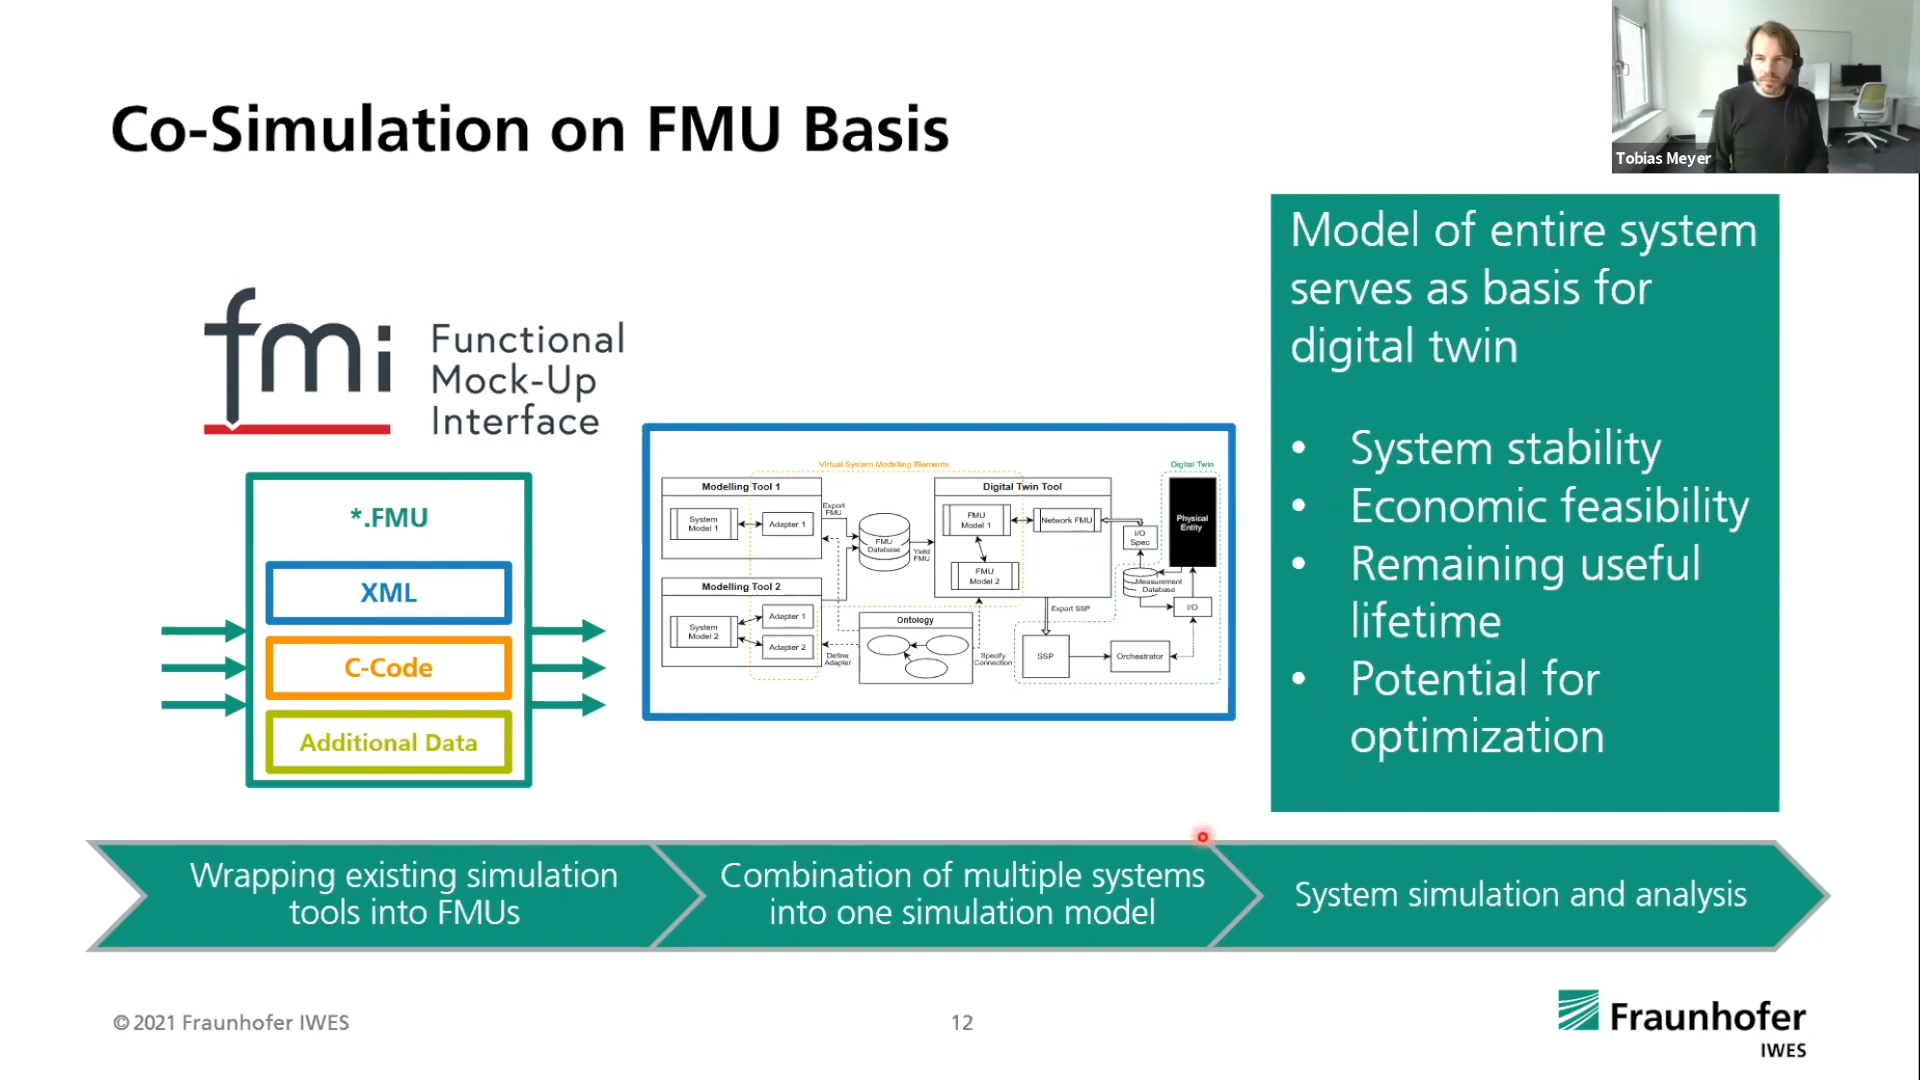 Co-Simulation on FMU Basis
Tobias Meyer
fmi
Functional
Mock-Up
Interface
*.FMU
XML
C-Code
Additional Data
Virtual System Modelling Elements
Digital Twin
Modelling Tool 1
System
Model 1
Adapter 1
Export
FMU
FMU
Database
Yield
FMU
Digital Twin Tool
FMU
Model 1
Network FMU
FMU
Model 2
I/O
Spec
Physical
Entity
Measurement
Database
I/O
Modelling Tool 2
System
Model 2
Adapter 1
Adapter 2
Define
Adapter
Ontology
Specify
Connection
Export SSP
SSP
Orchestrator
Model of entire system
serves as basis for
digital twin
• System stability
• Economic feasibility
• Remaining useful
lifetime
• Potential for
optimization
Wrapping existing simulation
tools into FMUs
Combination of multiple systems
into one simulation model
System simulation and analysis
© 2021 Fraunhofer IWES
12
Fraunhofer
IWES